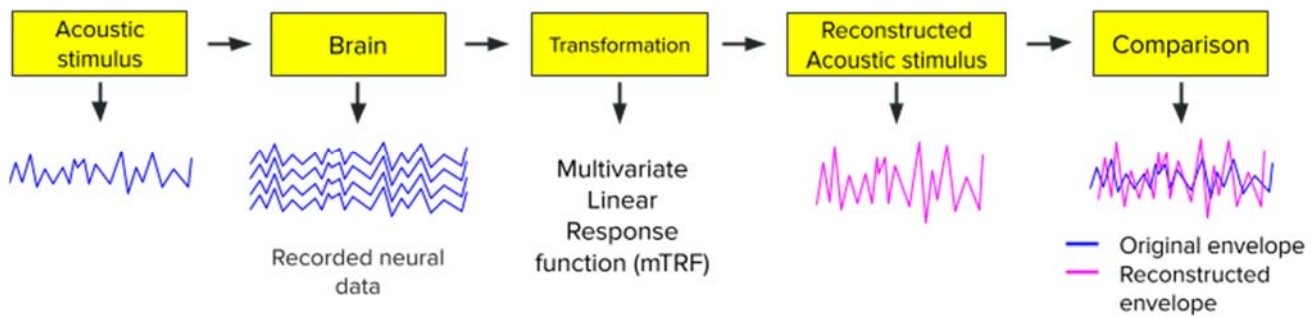 Acoustic
stimulus
Brain
Transformation
Reconstructed
Acoustic stimulus
Comparison
Recorded neural
data
Multivariate
Linear
Response
function (mTRF)
Original envelope
Reconstructed
envelope